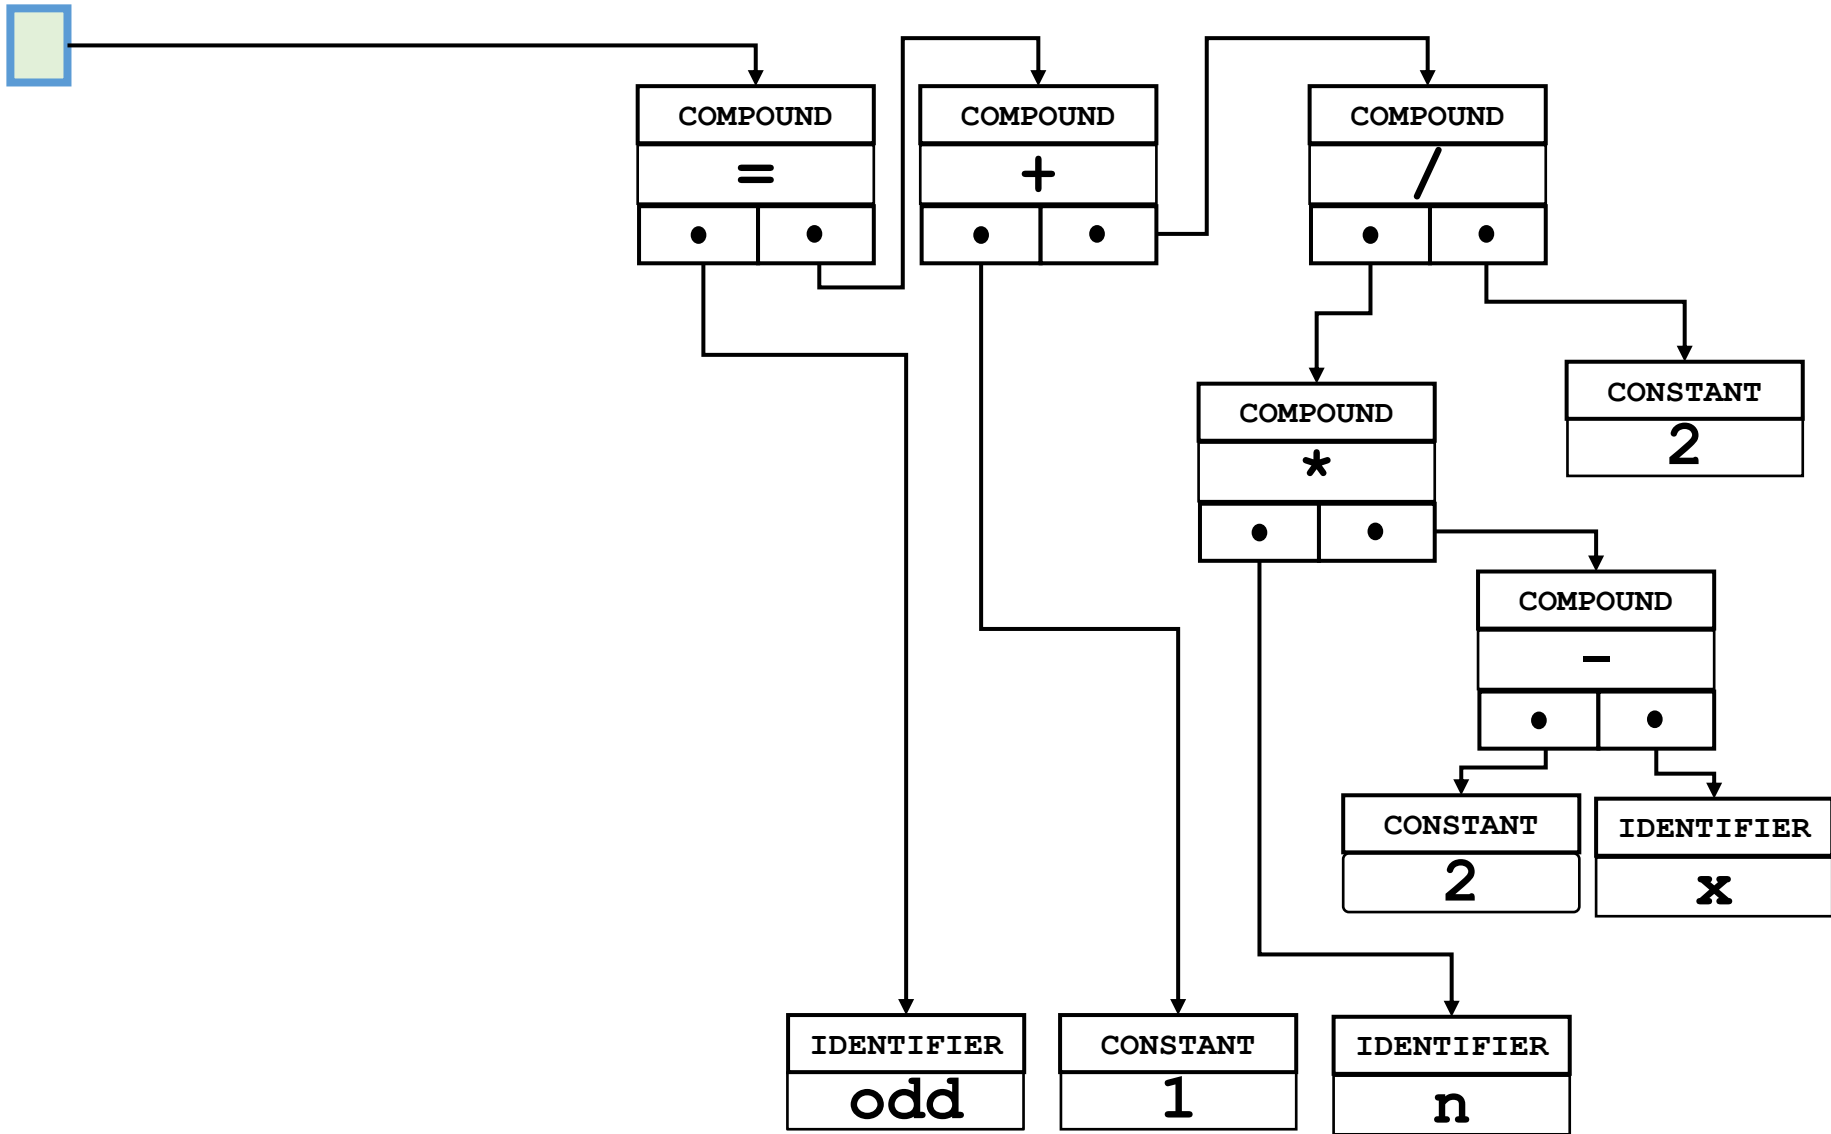 COMPOUND
=
COMPOUND
+
COMPOUND
/
COMPOUND
*
CONSTANT
2
COMPOUND
-
CONSTANT
2
IDENTIFIER
x
IDENTIFIER
odd
CONSTANT
1
IDENTIFIER
n